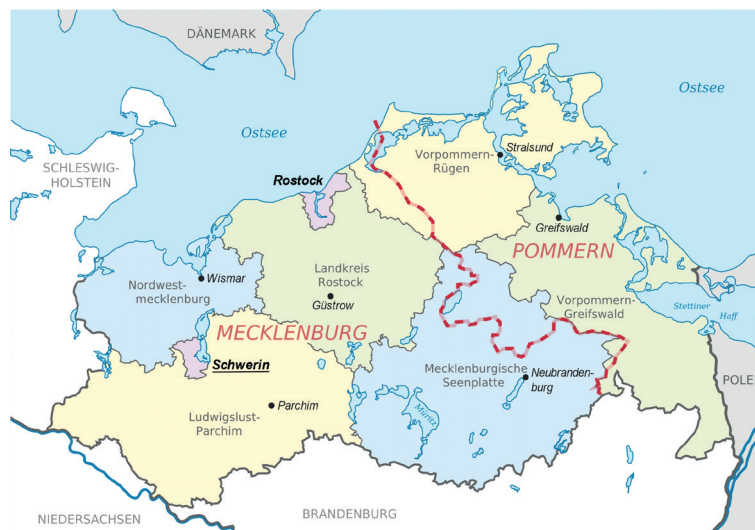 DÄNEMARK
Ostsee
Ostsee
SCHLESWIG-
HOLSTEIN
Vorpommern-
Rügen
Stralsund
Rostock
Greifswald
POMMERN
Landkreis
Rostock
Güstrow
Nordwest-
mecklenburg
Wismar
Vorpommern-
Greifswald
Stettiner
Haff
MECKLENBURG
Schwerin
Mecklenburgische
Seenplatte
Neubranden-
burg
POLE
Ludwigslust-
Parchim
Parchim
Müritz
NIEDERSACHSEN
BRANDENBURG